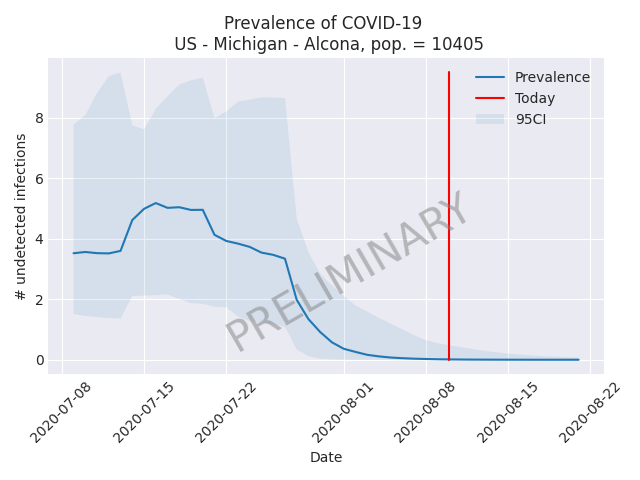 Prevalence of COVID-19
US - Michigan - Alcona, pop. = 10405
Prevalence
Today
95CI
PRELIMINARY
# undetected infections
8
6
4
2
0
2020-07-08
2020-07-15
2020-07-22
2020-08-01
2020-08-08
2020-08-15
2020-08-22
Date